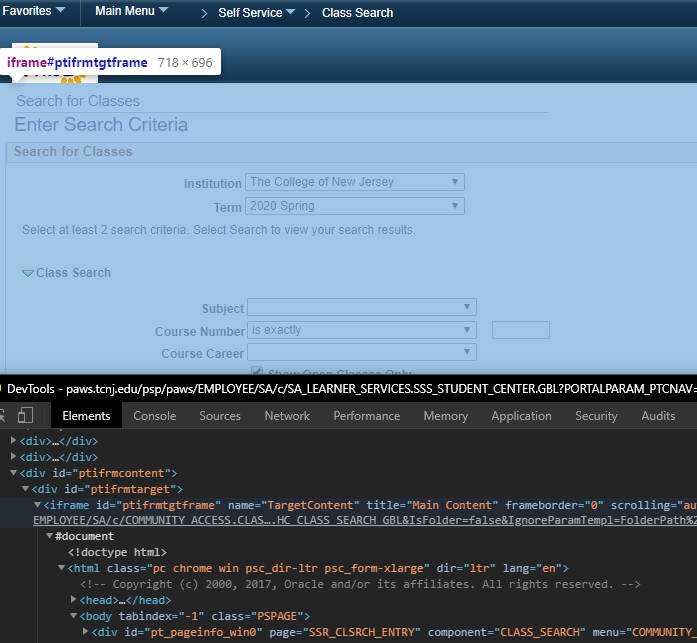 Favorites Main Menu > Self Service > Class Search
iframe#ptifrmtgtframe 718 × 696
Search for Classes
Enter Search Criteria
Search for Classes
Institution The College of New Jersey
Term 2020 Spring
Select at least 2 search criteria. Select Search to view your search results.
Class Search
Subject
Course Number is exactly
Course Career
Show Open Classes Only
DevTools - paws.tcnj.edu/psp/paws/EMPLOYEE/SA/c/SA_LEARNER_SERVICES.SSS_STUDENT_CENTER.GBL?PORTALPARAM_PTCNAV=
Elements Console Sources Network Performance Memory Application Security Audits
<div>…</div>
<div>…</div>
<div id="ptifrmcontent">
<div id="ptifrmtarget">
<iframe id="ptifrmtgtframe" name="TargetContent" title="Main Content" frameborder="0" scrolling="au
EMPLOYEE/SA/c/COMMUNITY_ACCESS.CLAS….HC_CLASS_SEARCH_GBL&IsFolder=false&IgnoreParamTempl=FolderPath%2
#document
<!doctype html>
<html class="pc chrome win psc_dir-ltr psc_form-xlarge" dir="ltr" lang="en">
<!-- Copyright (c) 2000, 2017, Oracle and/or its affiliates. All rights reserved. -->
<head>…</head>
<body tabindex="-1" class="PSPAGE">
<div id="pt_pageinfo_win0" page="SSR_CLSRCH_ENTRY" component="CLASS_SEARCH" menu="COMMUNITY